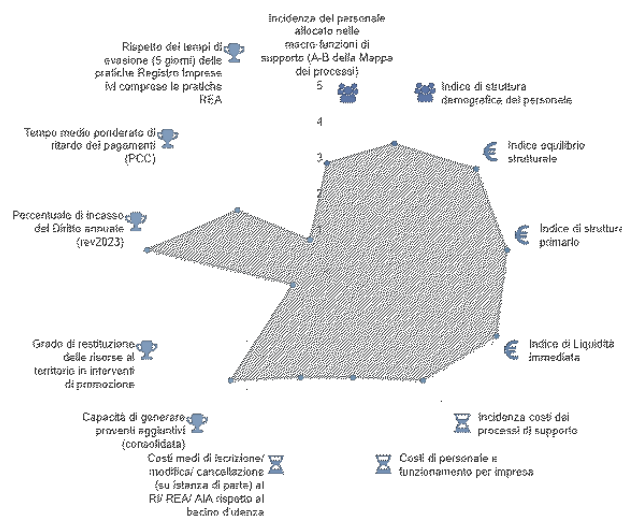 Incidenza del personale
allocato nelle
macro-funzioni di
supporto (A-B della Mappa
dei processi)
Rispetto dei tempi di
evasione (5 giorni) delle
pratiche Registro Imprese
ivi comprese le pratiche
REA
5
4
3
2
1
Indice di struttura
demografica del personale
Tempo medio ponderato di
ritardo dei pagamenti
(PCC)
Indice equilibrio
strutturale
Percentuale di incasso
del Diritto annuale
(rev2023)
Indice di struttura
primario
Grado di restituzione
delle risorse al
territorio in interventi
di promozione
Indice di Liquidità
immediata
Capacità di generare
proventi aggiuntivi
(consolidata)
Incidenza costi dei
processi di supporto
Costi medi di iscrizione/
modifica/ cancellazione
(su istanza di parte) al
RI/ REA/ AIA rispetto al
bacino d'utenza
Costi di personale e
funzionamento per impresa